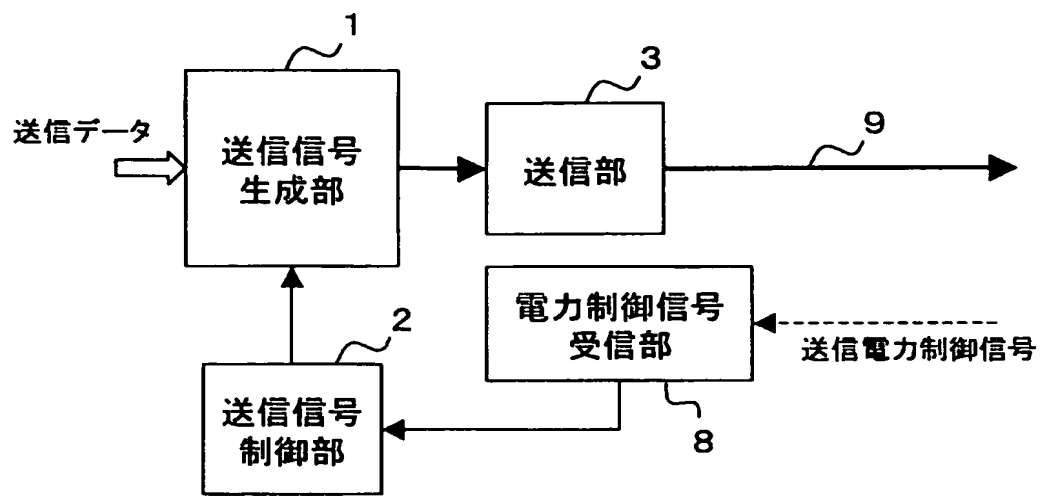 1
3
送信データ
送信信号
生成部
送信部
9
2
電力制御信号
受信部
送信電力制御信号
送信信号
制御部
8